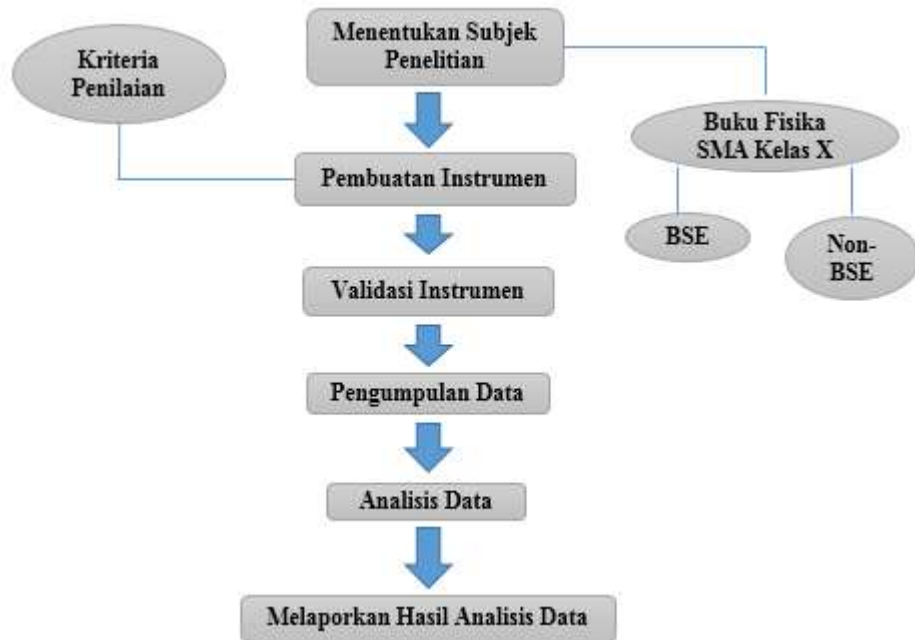 Menentukan Subjek
Penelitian
Kriteria
Penilaian
Buku Fisika
SMA Kelas X
Pembuatan Instrumen
BSE
Non-
BSE
Validasi Instrumen
Pengumpulan Data
Analisis Data
Melaporkan Hasil Analisis Data